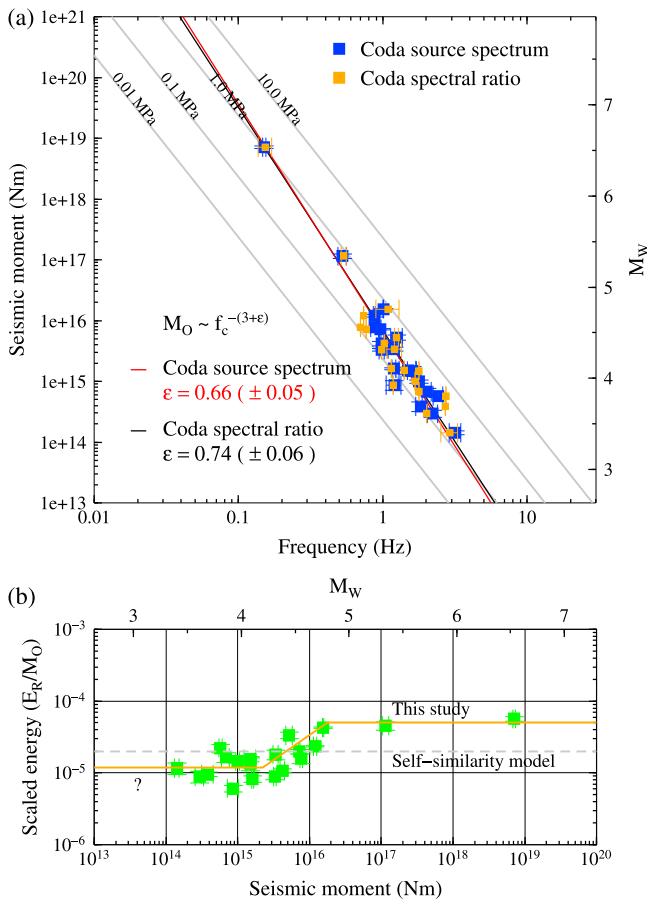 (a)
1e+21
1e+20
1e+19
1e+18
1e+17
1e+16
1e+15
1e+14
1e+13
Seismic moment (Nm)
0.01 MPa
0.1 MPa
1.0 MPa
10.0 MPa
Coda source spectrum
Coda spectral ratio
7
6
5
4
3
M_W
M_O ~ f_c^-(3+ε)
Coda source spectrum
ε = 0.66 ( ± 0.05 )
Coda spectral ratio
ε = 0.74 ( ± 0.06 )
0.01
0.1
1
10
Frequency (Hz)
(b)
M_W
3
4
5
6
7
10^-3
10^-4
10^-5
10^-6
Scaled energy (E_R/M_O)
This study
Self-similarity model
?
10^13
10^14
10^15
10^16
10^17
10^18
10^19
10^20
Seismic moment (Nm)